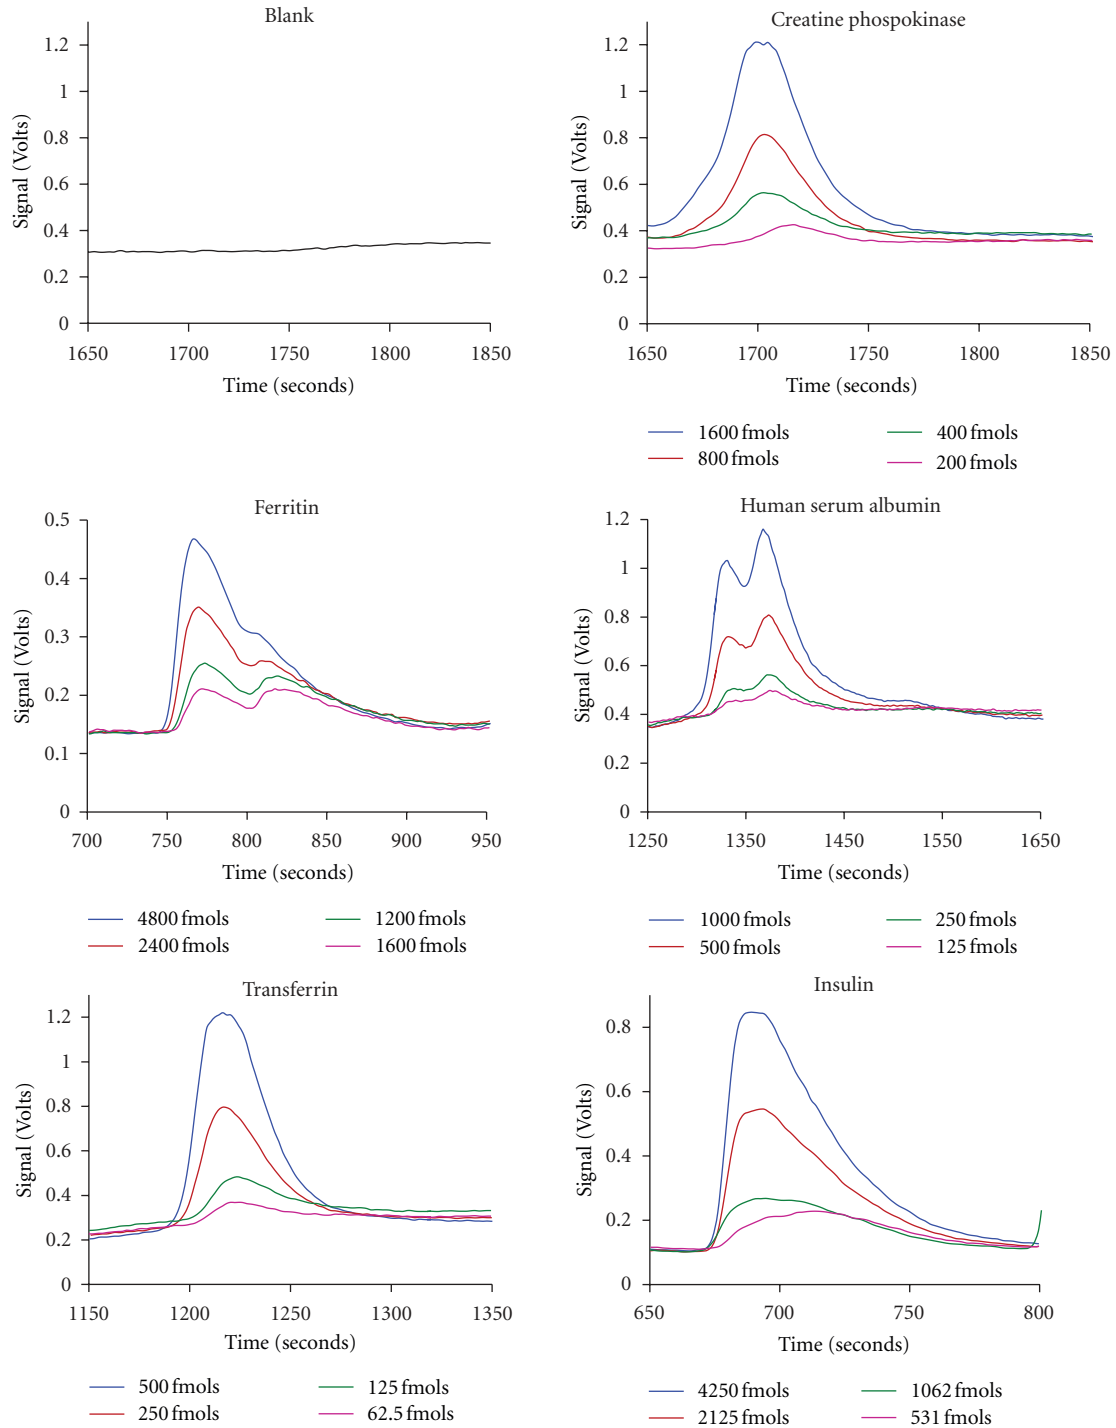 Blank
Signal (Volts)
1.2
1
0.8
0.6
0.4
0.2
0
1650 1700 1750 1800 1850
Time (seconds)
Creatine phospokinase
Signal (Volts)
1.2
1
0.8
0.6
0.4
0.2
0
1650 1700 1750 1800 1850
Time (seconds)
1600 fmols 400 fmols
800 fmols 200 fmols
Ferritin
Signal (Volts)
0.5
0.4
0.3
0.2
0.1
0
700 750 800 850 900 950
Time (seconds)
4800 fmols 1200 fmols
2400 fmols 1600 fmols
Human serum albumin
Signal (Volts)
1.2
1
0.8
0.6
0.4
0.2
0
1250 1350 1450 1550 1650
Time (seconds)
1000 fmols 250 fmols
500 fmols 125 fmols
Transferrin
Signal (Volts)
1.2
1
0.8
0.6
0.4
0.2
0
1150 1200 1250 1300 1350
Time (seconds)
500 fmols 125 fmols
250 fmols 62.5 fmols
Insulin
Signal (Volts)
0.8
0.6
0.4
0.2
0
650 700 750 800
Time (seconds)
4250 fmols 1062 fmols
2125 fmols 531 fmols